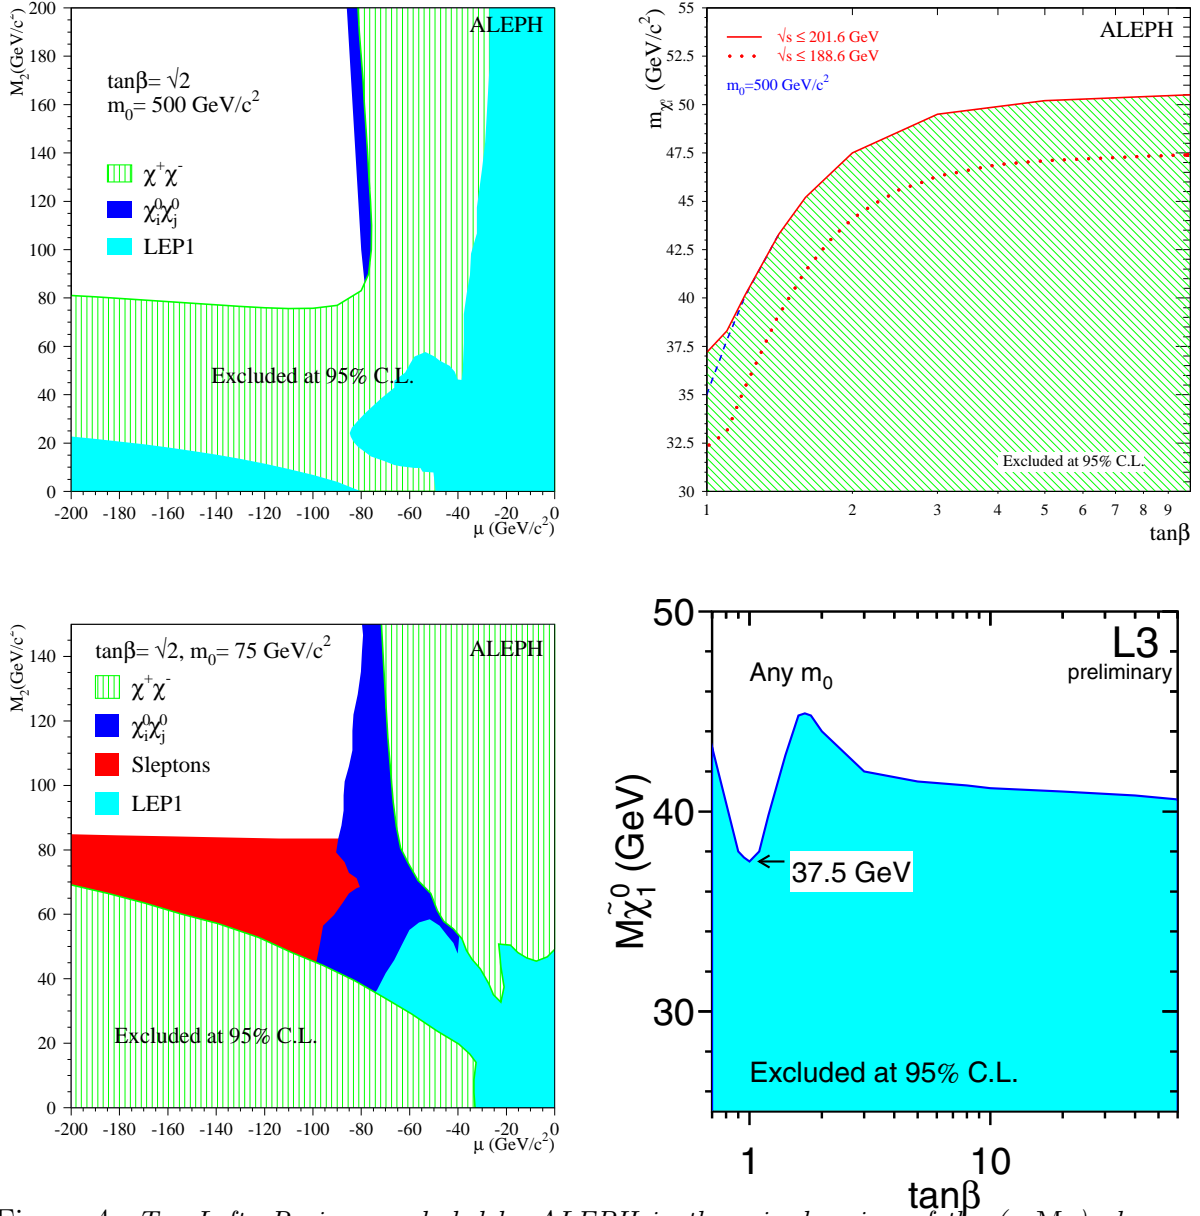 ALEPH
M₂(GeV/c²)
tanβ= √2
m₀= 500 GeV/c²
χ⁺χ⁻
χ⁰ᵢχ⁰ⱼ
LEP1
Excluded at 95% C.L.
200
180
160
140
120
100
80
60
40
20
0
-200 -180 -160 -140 -120 -100 -80 -60 -40 -20 0
μ (GeV/c²)
ALEPH
(GeV/c²)
√s ≤ 201.6 GeV
√s ≤ 188.6 GeV
m₀=500 GeV/c²
Excluded at 95% C.L.
55
52.5
50
47.5
45
42.5
40
37.5
35
32.5
30
1 2 3 4 5 6 7 8 9
tanβ
ALEPH
M₂(GeV/c²)
tanβ= √2, m₀= 75 GeV/c²
χ⁺χ⁻
χ⁰ᵢχ⁰ⱼ
Sleptons
LEP1
Excluded at 95% C.L.
140
120
100
80
60
40
20
0
-200 -180 -160 -140 -120 -100 -80 -60 -40 -20 0
μ (GeV/c²)
L3
preliminary
Any m₀
37.5 GeV
Excluded at 95% C.L.
Mχ̃⁰₁ (GeV)
50
40
30
1 10
tanβ